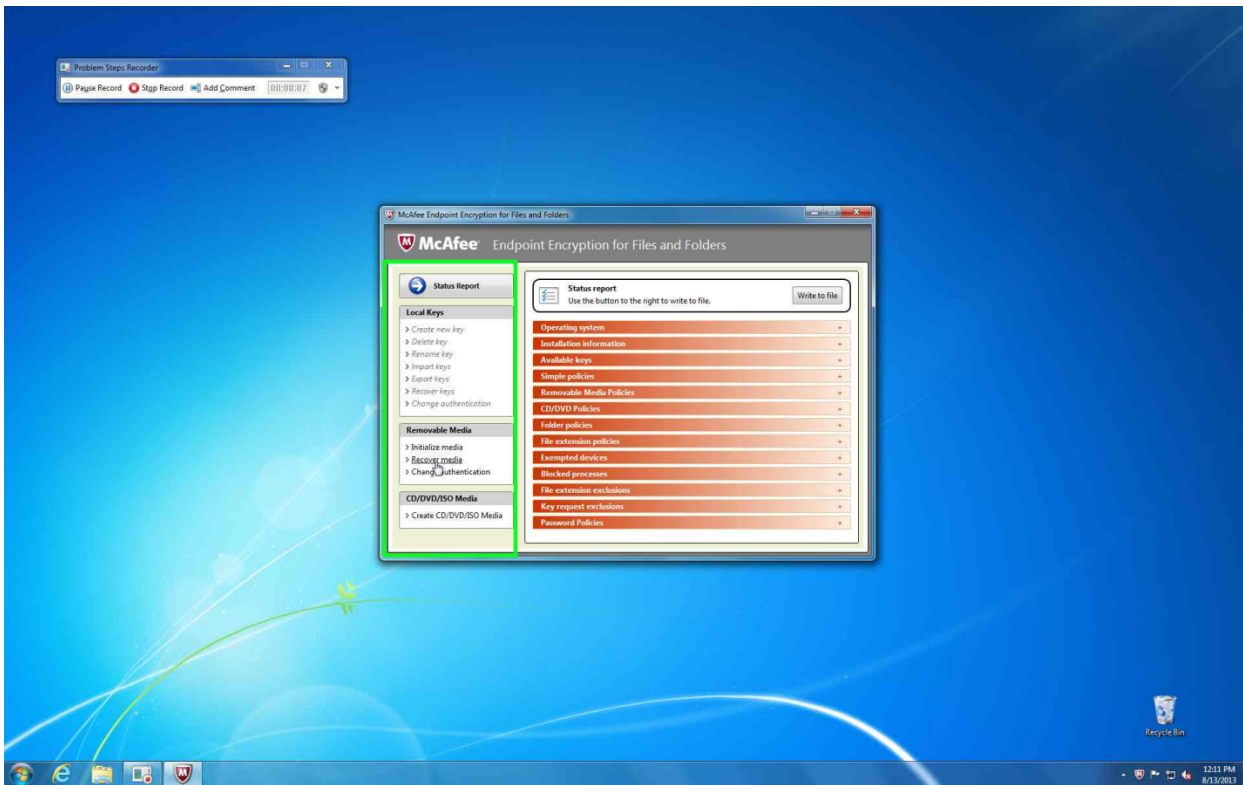 Problem Steps Recorder
Pause Record Stop Record Add Comment 00:00:07
McAfee Endpoint Encryption for Files and Folders
McAfee Endpoint Encryption for Files and Folders
Status Report
Local Keys
Create new key
Delete key
Rename key
Import keys
Export keys
Recover keys
Change authentication
Removable Media
Initialize media
Recover media
Change authentication
CD/DVD/ISO Media
Create CD/DVD/ISO Media
Status report
Use the button to the right to write to file.
Write to file
Operating system
Installation information
Available keys
Simple policies
Removable Media Policies
CD/DVD Policies
Folder policies
File extension policies
Exempted devices
Blocked processes
File extension exclusions
Key request exclusions
Password Policies
Recycle Bin
12:11 PM
8/13/2013